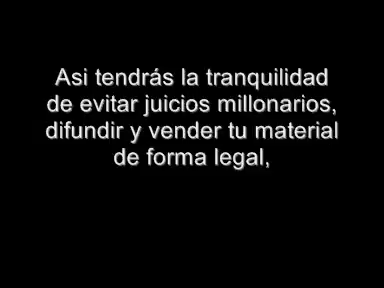 Asi tendrás la tranquilidad
de evitar juicios millonarios,
difundir y vender tu material
de forma legal,